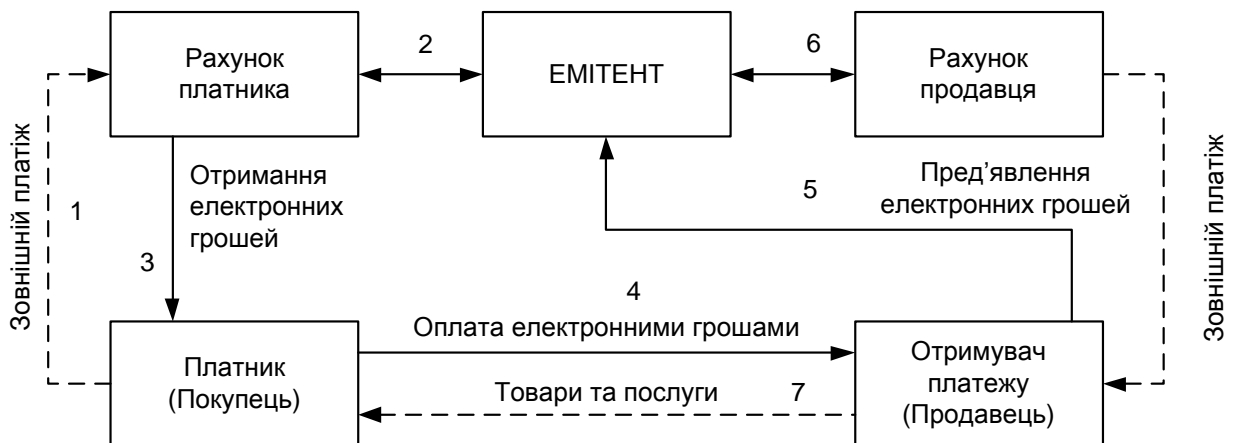 Рахунок
платника
2
ЕМІТЕНТ
6
Рахунок
продавця
Зовнішній платіж
1
Отримання
електронних
грошей
3
5
Пред’явлення
електронних грошей
Зовнішній платіж
4
Оплата електронними грошами
Платник
(Покупець)
Товари та послуги
7
Отримувач
платежу
(Продавець)